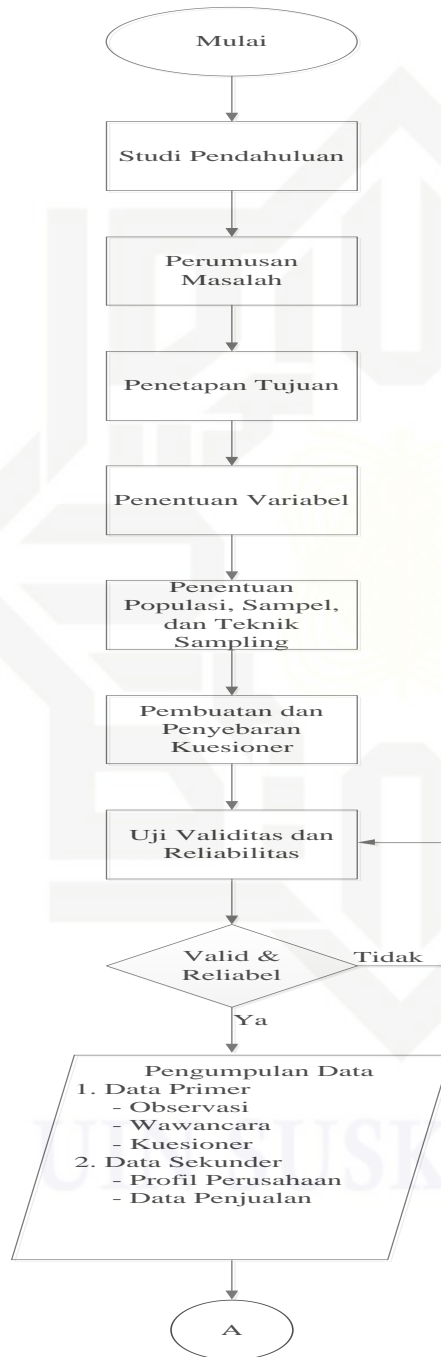 Mulai
Studi Pendahuluan
Perumusan
Masalah
Penetapan Tujuan
Penentuan Variabel
Penentuan
Populasi, Sampel,
dan Teknik
Sampling
Pembuatan dan
Penyebaran
Kuesioner
Uji Validitas dan
Reliabilitas
Valid &
Reliabel
Tidak
Ya
Pengumpulan Data
1. Data Primer
- Observasi
- Wawancara
- Kuesioner
2. Data Sekunder
- Profil Perusahaan
- Data Penjualan
A